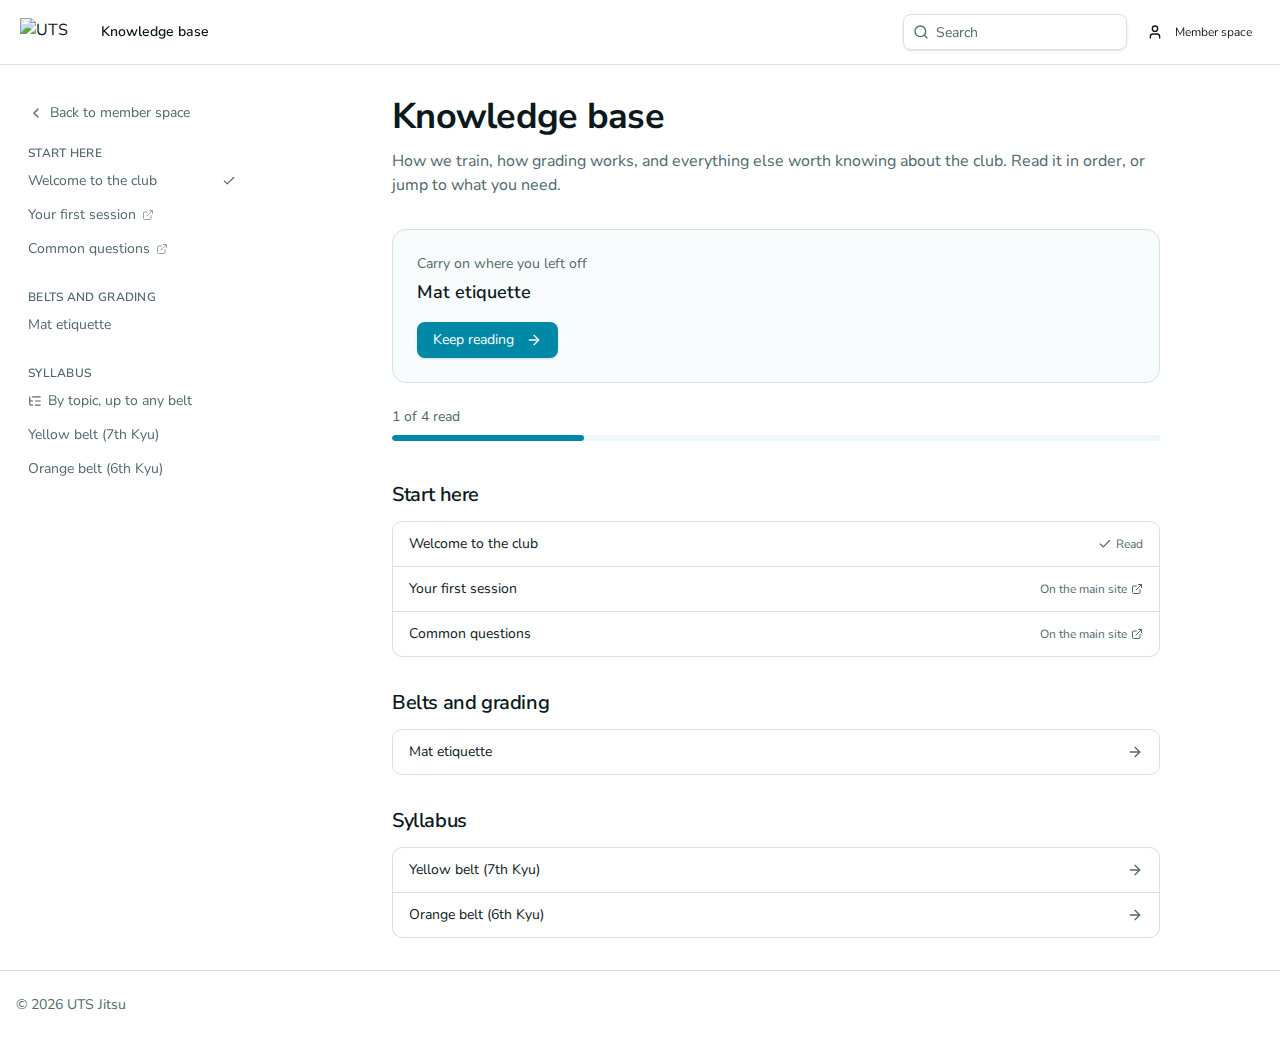 UTS
Knowledge base
Search
Member space
Back to member space
START HERE
Welcome to the club
Your first session
Common questions
BELTS AND GRADING
Mat etiquette
SYLLABUS
By topic, up to any belt
Yellow belt (7th Kyu)
Orange belt (6th Kyu)
Knowledge base
How we train, how grading works, and everything else worth knowing about the club. Read it in order, or
jump to what you need.
Carry on where you left off
Mat etiquette
Keep reading
1 of 4 read
Start here
Welcome to the club
Read
Your first session
On the main site
Common questions
On the main site
Belts and grading
Mat etiquette
Syllabus
Yellow belt (7th Kyu)
Orange belt (6th Kyu)
© 2026 UTS Jitsu